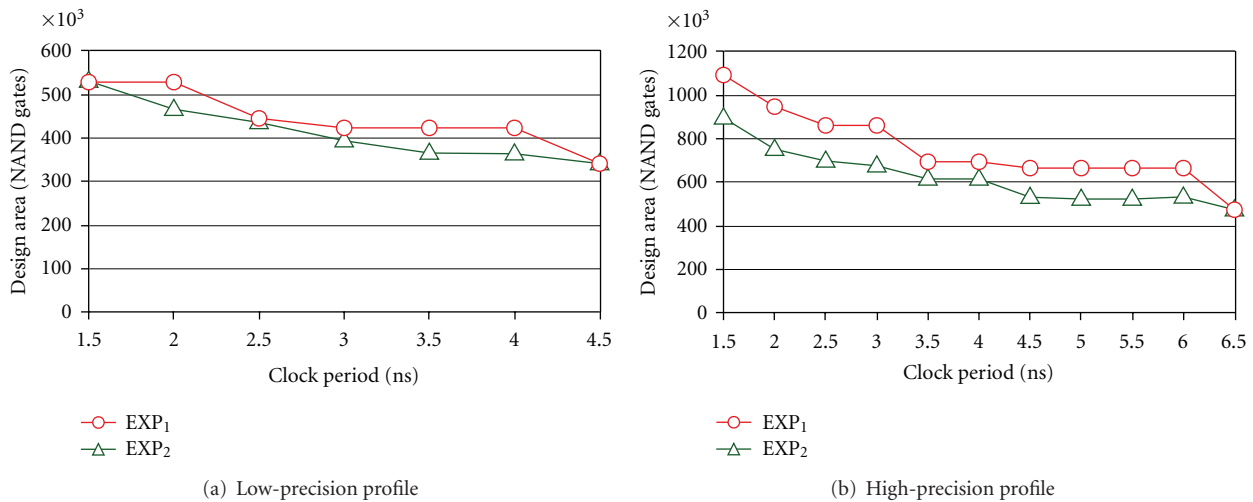 ×10³
Design area (NAND gates)
600
500
400
300
200
100
0
1.5 2 2.5 3 3.5 4 4.5
Clock period (ns)
EXP₁
EXP₂
(a) Low-precision profile
×10³
Design area (NAND gates)
1200
1000
800
600
400
200
0
1.5 2 2.5 3 3.5 4 4.5 5 5.5 6 6.5
Clock period (ns)
EXP₁
EXP₂
(b) High-precision profile